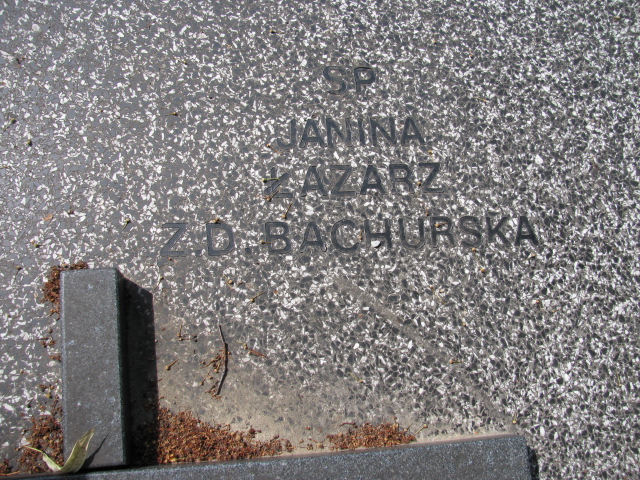 SP.
JANINA
ŁAZARZ
Z.D. BACHURSKA